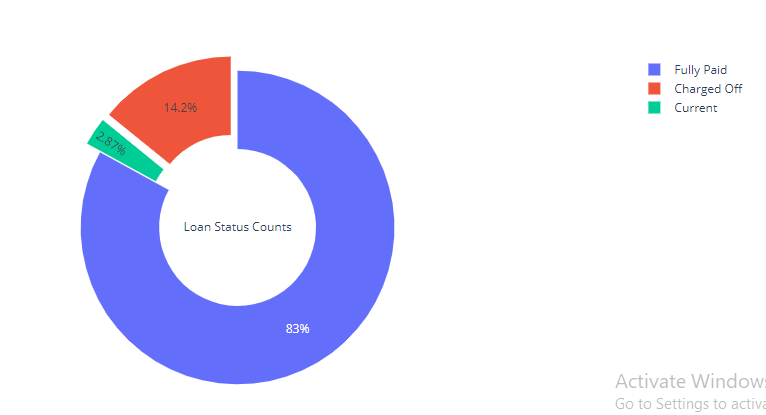 Fully Paid
Charged Off
Current
14.2%
2.87%
Loan Status Counts
83%
Activate Windows
Go to Settings to activa